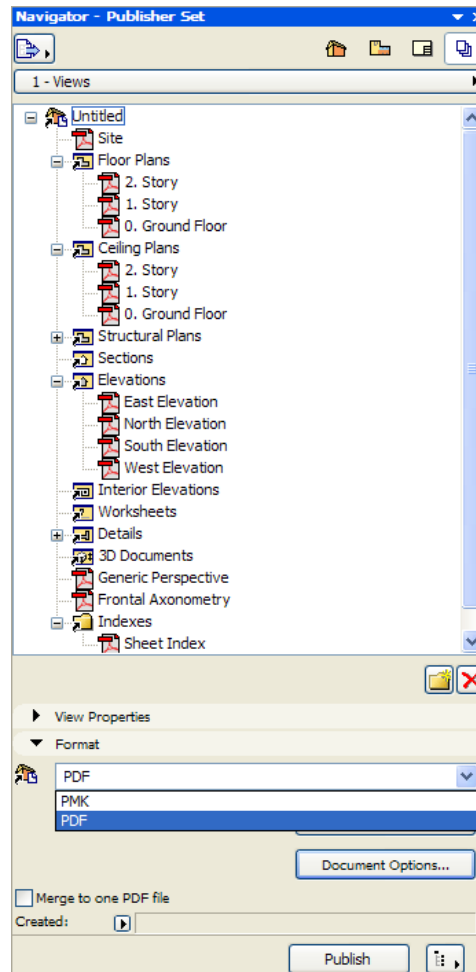 Navigator - Publisher Set
1 - Views
Untitled
Site
Floor Plans
2. Story
1. Story
0. Ground Floor
Ceiling Plans
2. Story
1. Story
0. Ground Floor
Structural Plans
Sections
Elevations
East Elevation
North Elevation
South Elevation
West Elevation
Interior Elevations
Worksheets
Details
3D Documents
Generic Perspective
Frontal Axonometry
Indexes
Sheet Index
View Properties
Format
PDF
PMK
PDF
Document Options...
Merge to one PDF file
Created:
Publish